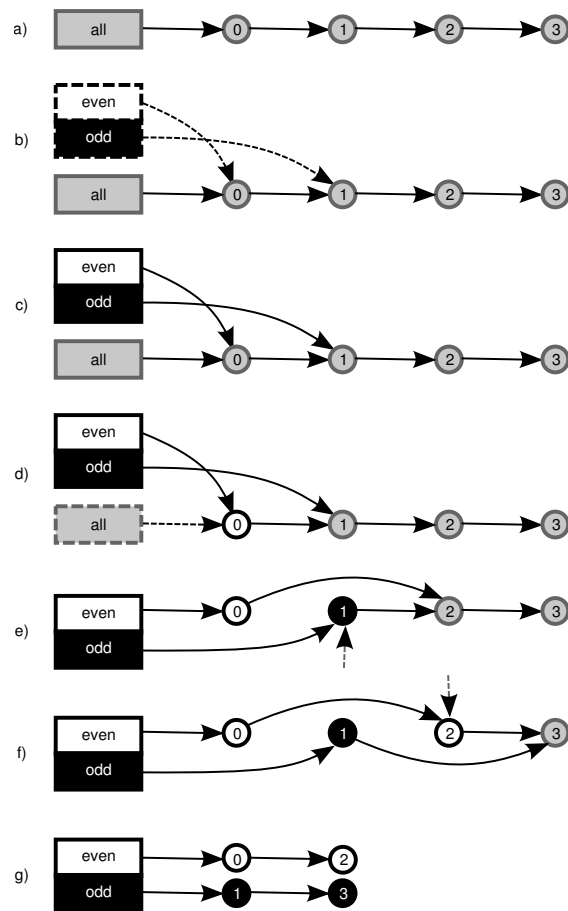 a) all 0 1 2 3
even
b) odd
all 0 1 2 3
even
c) odd
all 0 1 2 3
even
d) odd
all 0 1 2 3
even 0 2 3
e) odd 1
even 0 2 3
f) odd 1
even 0 2
g) odd 1 3